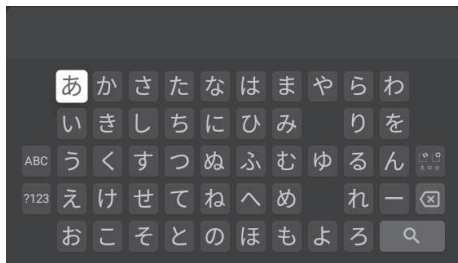 あ か さ た な は ま や ら わ
い き し ち に ひ み り を
ABC う く す つ ぬ ふ む ゆ る ん
?123 え け せ て ね へ め れ ー
お こ そ と の ほ も よ ろ